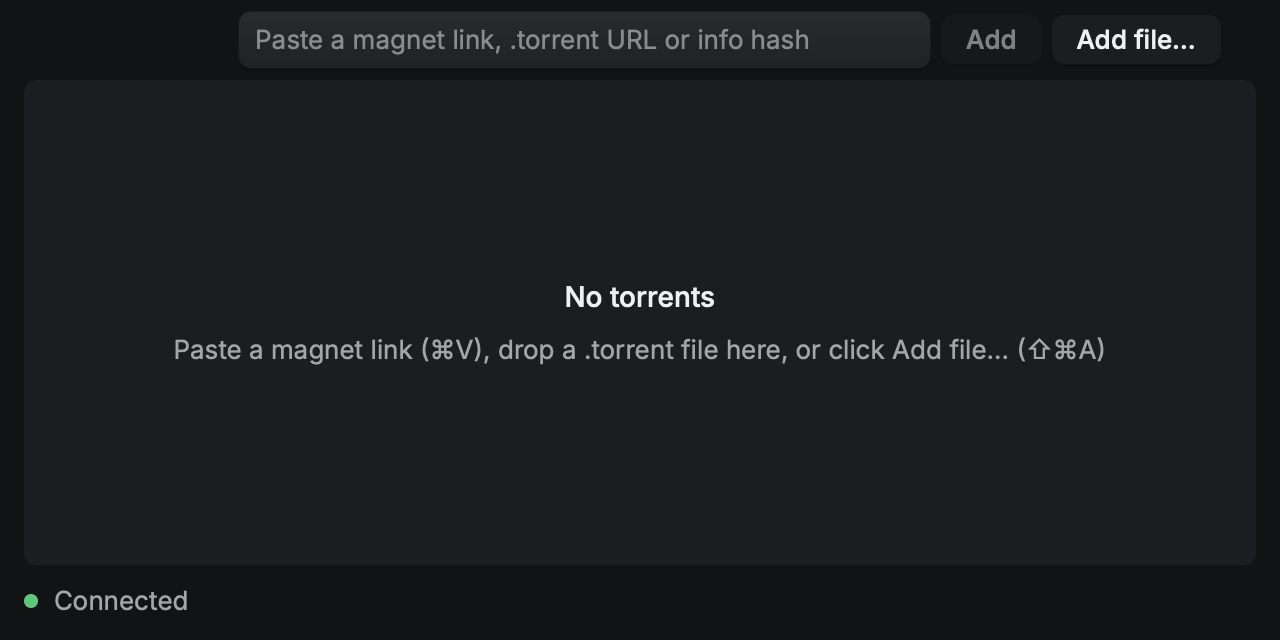 Paste a magnet link, .torrent URL or info hash
Add
Add file...
No torrents
Paste a magnet link (⌘V), drop a .torrent file here, or click Add file... (⇧⌘A)
Connected